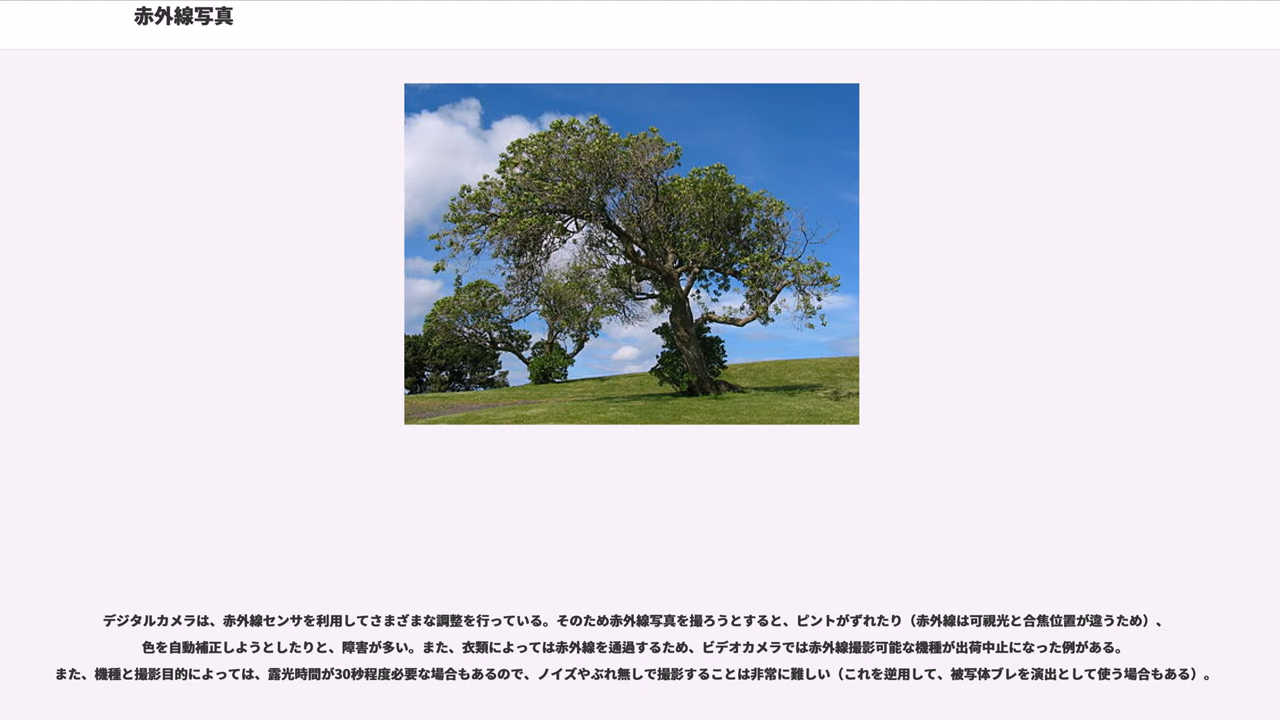 赤外線写真
デジタルカメラは、赤外線センサを利用してさまざまな調整を行っている。そのため赤外線写真を撮ろうとすると、ピントがずれたり（赤外線は可視光と合焦位置が違うため）、
色を自動補正しようとしたりと、障害が多い。また、衣類によっては赤外線を通過するため、ビデオカメラでは赤外線撮影可能な機種が出荷中止になった例がある。
また、機種と撮影目的によっては、露光時間が30秒程度必要な場合もあるので、ノイズやぶれ無しで撮影することは非常に難しい（これを逆用して、被写体ブレを演出として使う場合もある）。